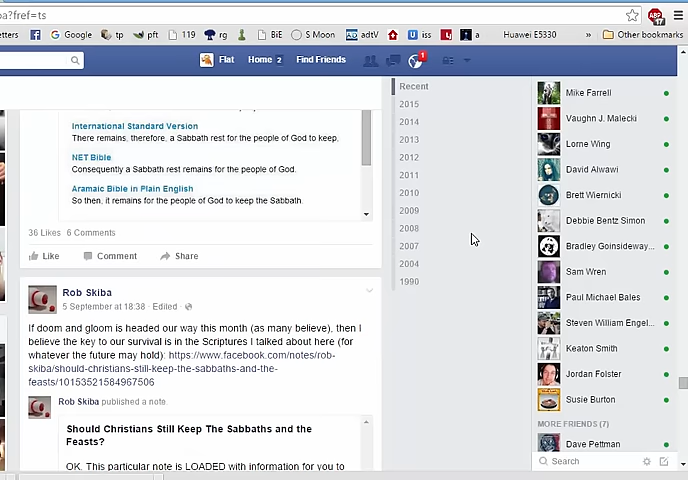 ba?fref=ts
etters Google tp pft 119 rg BiE S Moon adtV iss a Huawei E5330 » Other bookmarks
Flat Home 2 Find Friends 1
International Standard Version
There remains, therefore, a Sabbath rest for the people of God to keep,
NET Bible
Consequently a Sabbath rest remains for the people of God.
Aramaic Bible in Plain English
So then, it remains for the people of God to keep the Sabbath.
36 Likes 6 Comments
Like Comment Share
Rob Skiba
5 September at 18:38 · Edited ·
If doom and gloom is headed our way this month (as many believe), then I
believe the key to our survival is in the Scriptures I talked about here (for
whatever the future may hold): https://www.facebook.com/notes/rob-
skiba/should-christians-still-keep-the-sabbaths-and-the-
feasts/10153521584967506
Rob Skiba published a note.
Should Christians Still Keep The Sabbaths and the
Feasts?
OK. This particular note is LOADED with information for you to
Recent
2015
2014
2013
2012
2011
2010
2009
2008
2007
2004
1990
Mike Farrell
Vaughn J. Malecki
Lorne Wing
David Alwawi
Brett Wiernicki
Debbie Bentz Simon
Bradley Goinsideway...
Sam Wren
Paul Michael Bales
Steven William Engel...
Keaton Smith
Jordan Folster
Susie Burton
MORE FRIENDS (7)
Dave Pettman
Search
ABP
17